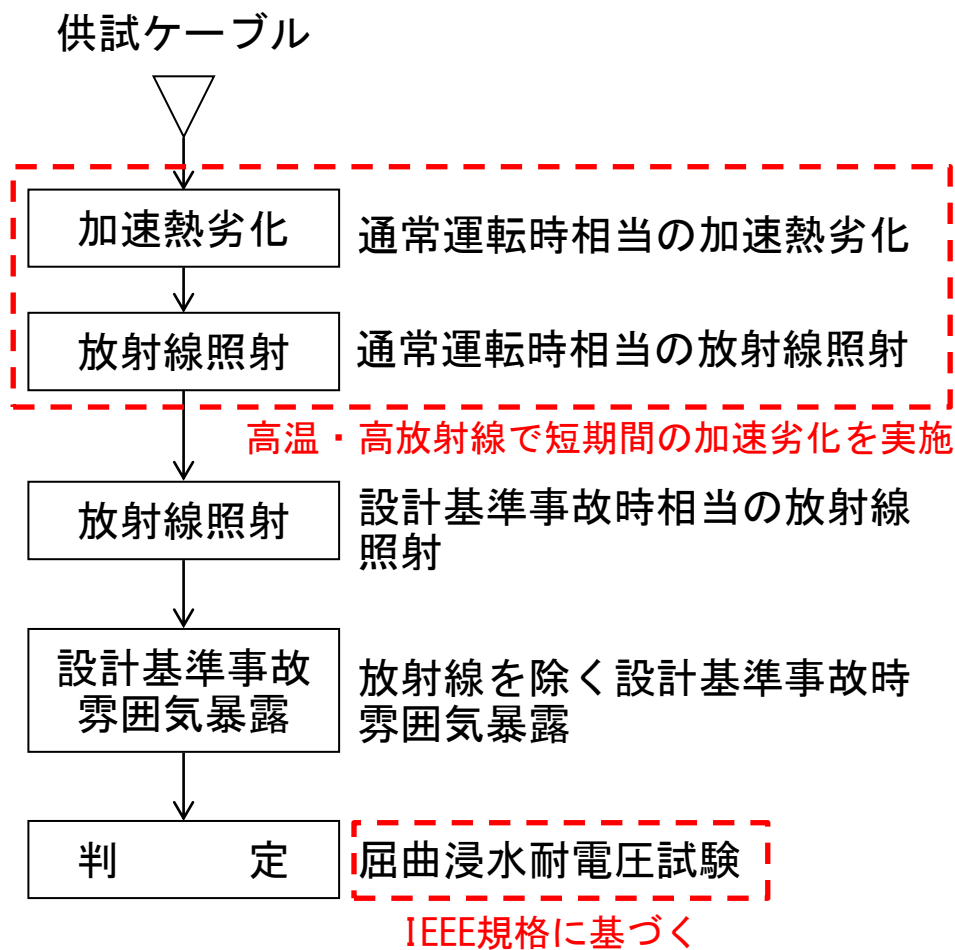 供試ケーブル
加速熱劣化
通常運転時相当の加速熱劣化
放射線照射
通常運転時相当の放射線照射
高温・高放射線で短期間の加速劣化を実施
放射線照射
設計基準事故時相当の放射線
照射
設計基準事故
雰囲気暴露
放射線を除く設計基準事故時
雰囲気暴露
判　　　定
屈曲浸水耐電圧試験
IEEE規格に基づく